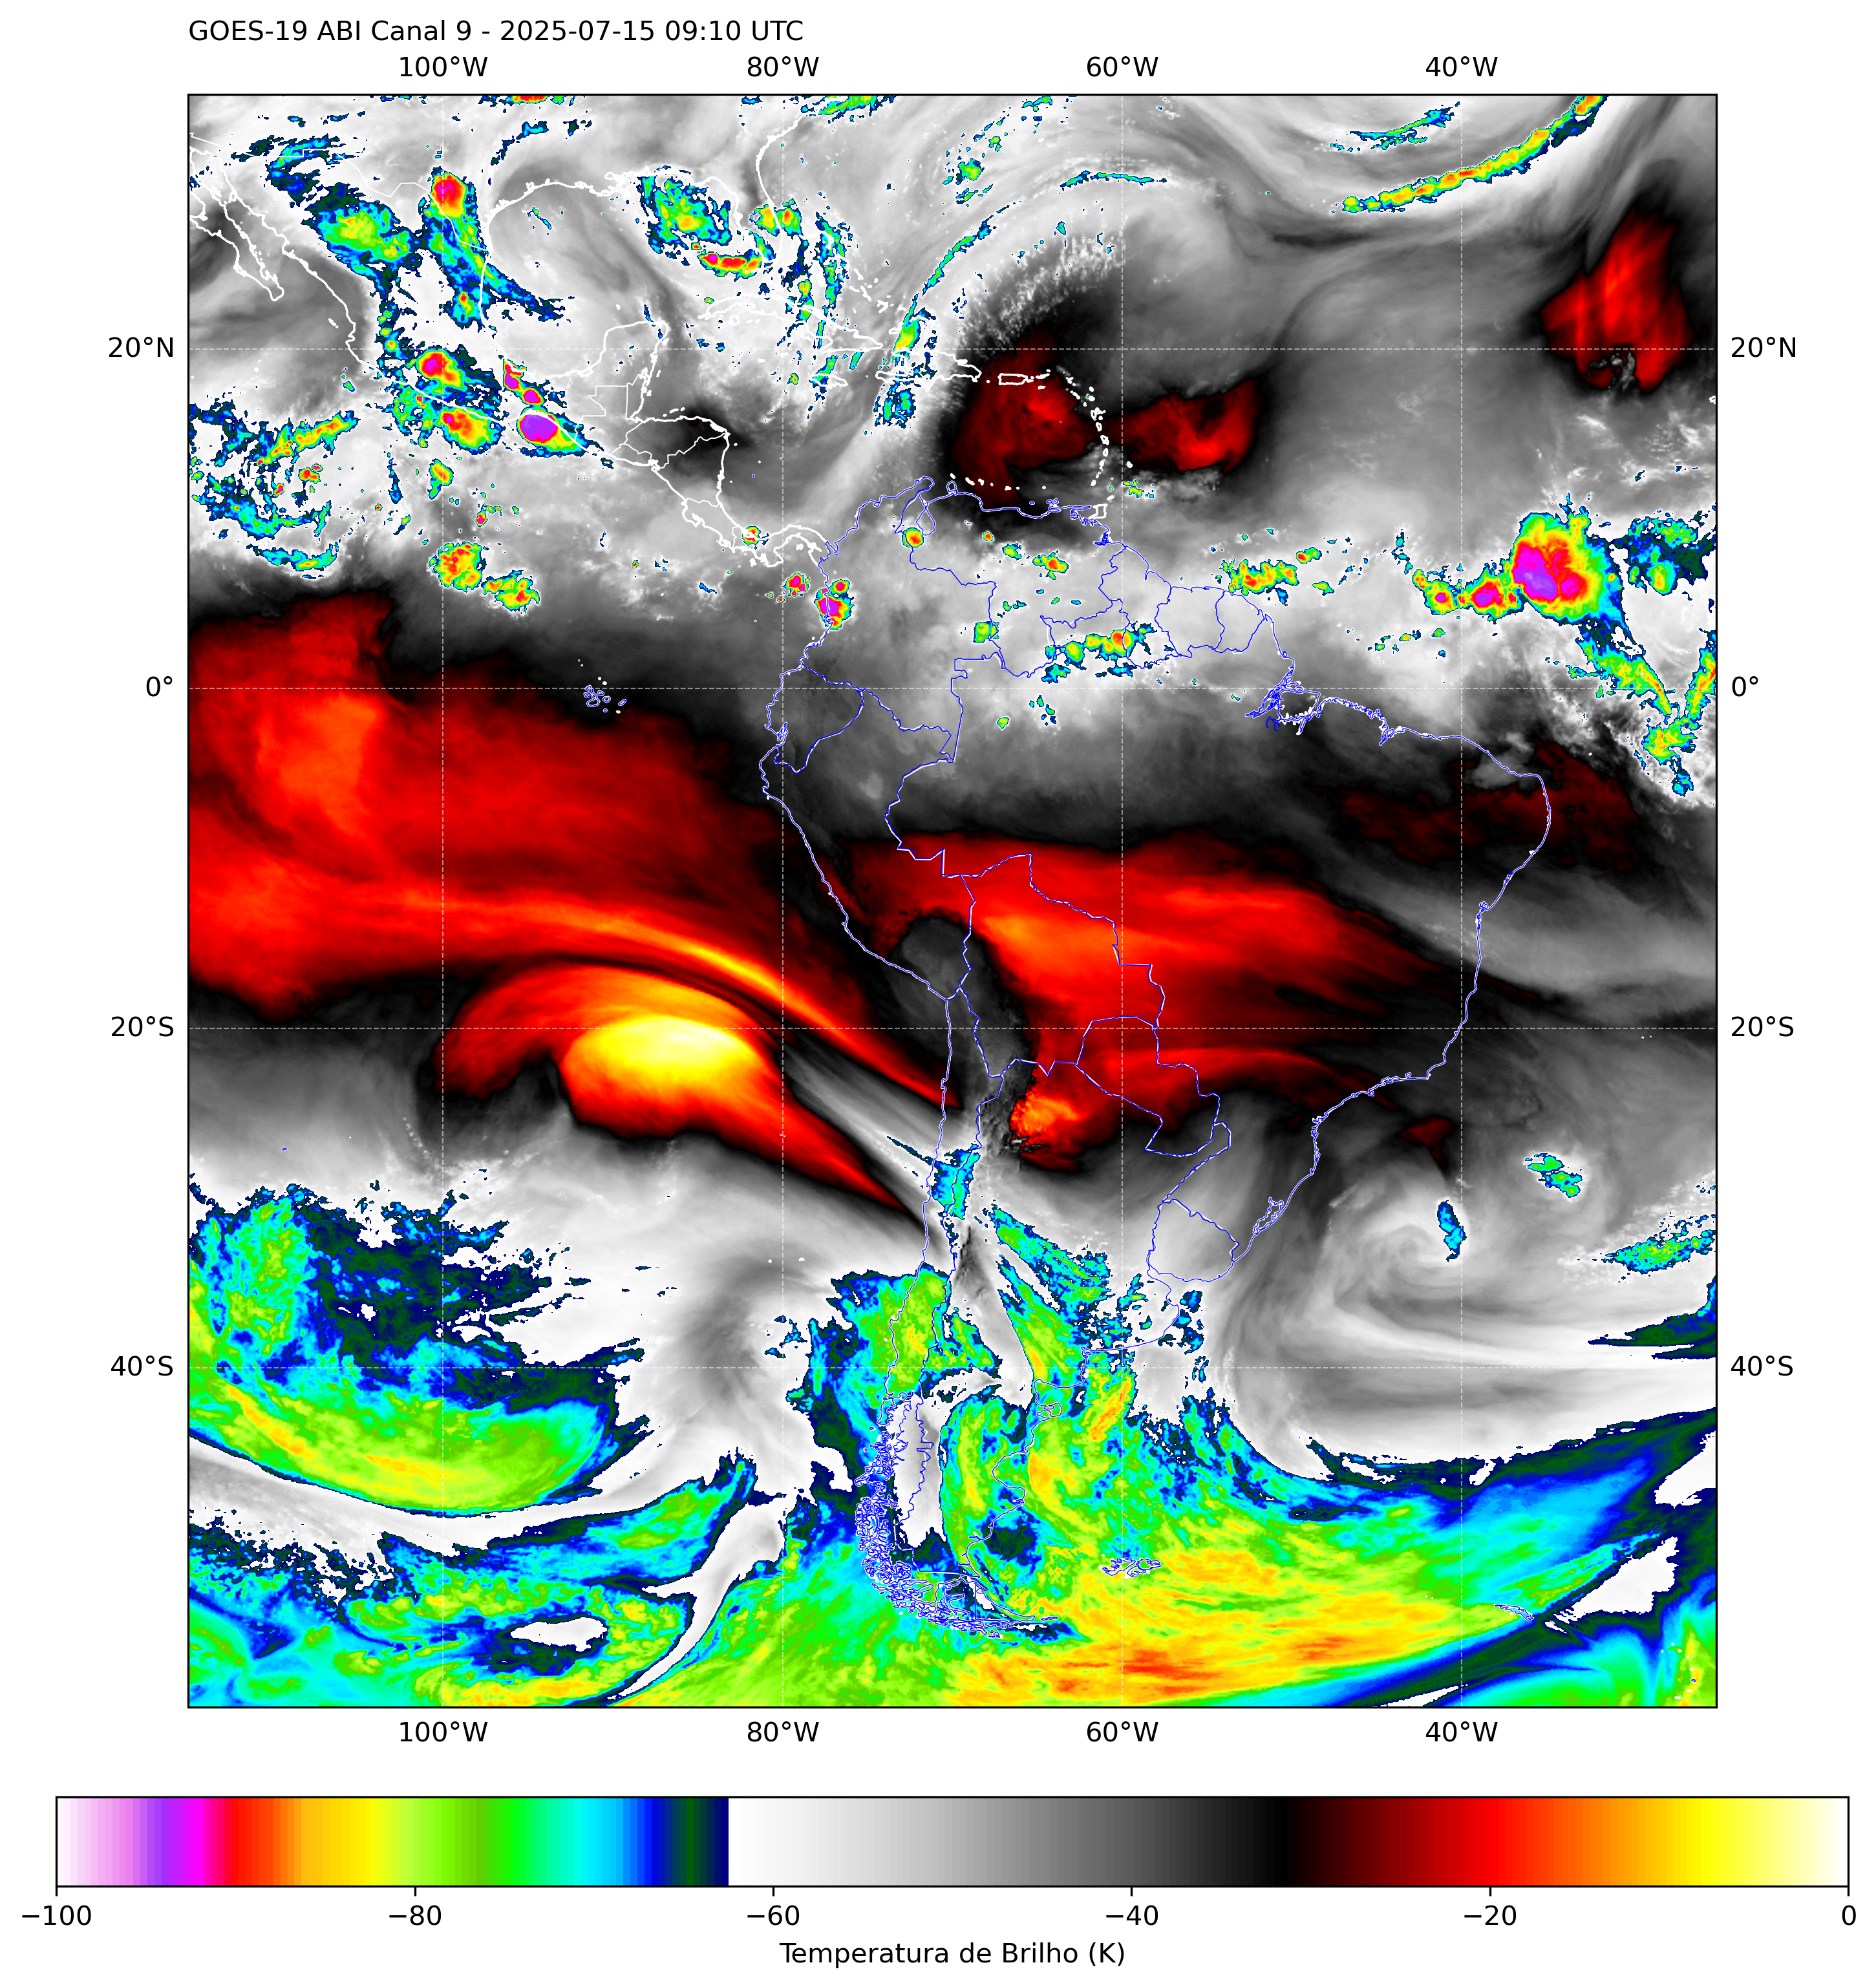 GOES-19 ABI Canal 9 - 2025-07-15 09:10 UTC
100°W 80°W 60°W 40°W
20°N 20°N
0° 0°
20°S 20°S
40°S 40°S
100°W 80°W 60°W 40°W
−100 −80 −60 −40 −20 0
Temperatura de Brilho (K)